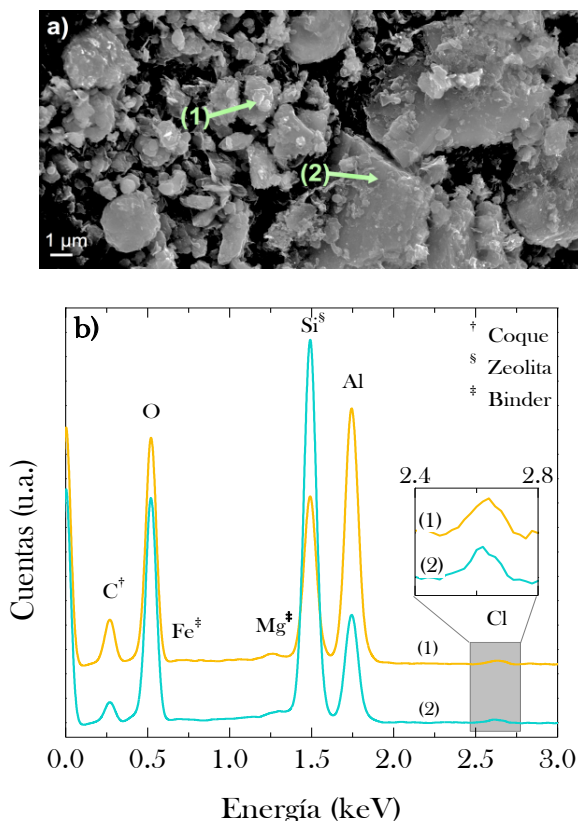 a)
(1)
(2)
1 µm
b)
Si§
† Coque
§ Zeolita
‡ Binder
Al
O
2.4 2.8
(1)
(2)
C†
Fe‡
Mg‡
Cl
(1)
(2)
Cuentas (u.a.)
0.0 0.5 1.0 1.5 2.0 2.5 3.0
Energía (keV)